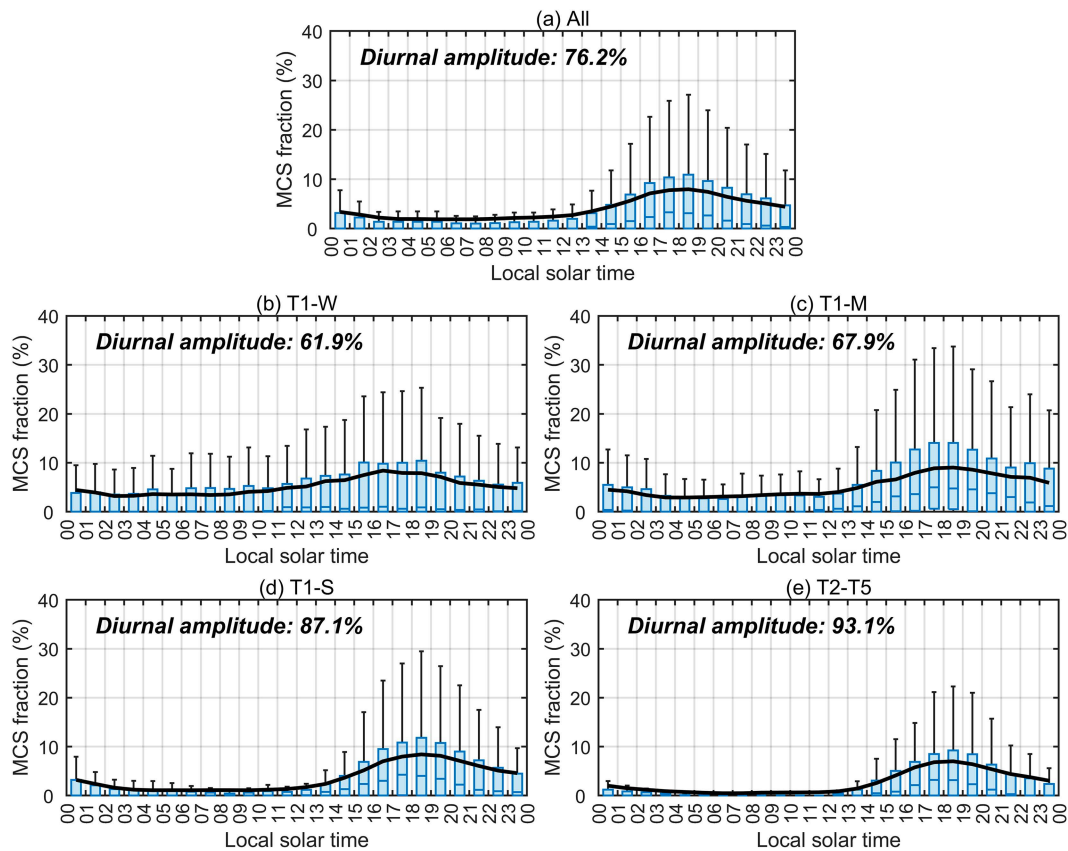 (a) All
Diurnal amplitude: 76.2%
MCS fraction (%)
40
30
20
10
0
00 01 02 03 04 05 06 07 08 09 10 11 12 13 14 15 16 17 18 19 20 21 22 23 00
Local solar time
(b) T1-W
Diurnal amplitude: 61.9%
MCS fraction (%)
40
30
20
10
0
00 01 02 03 04 05 06 07 08 09 10 11 12 13 14 15 16 17 18 19 20 21 22 23 00
Local solar time
(c) T1-M
Diurnal amplitude: 67.9%
MCS fraction (%)
40
30
20
10
0
00 01 02 03 04 05 06 07 08 09 10 11 12 13 14 15 16 17 18 19 20 21 22 23 00
Local solar time
(d) T1-S
Diurnal amplitude: 87.1%
MCS fraction (%)
40
30
20
10
0
00 01 02 03 04 05 06 07 08 09 10 11 12 13 14 15 16 17 18 19 20 21 22 23 00
Local solar time
(e) T2-T5
Diurnal amplitude: 93.1%
MCS fraction (%)
40
30
20
10
0
00 01 02 03 04 05 06 07 08 09 10 11 12 13 14 15 16 17 18 19 20 21 22 23 00
Local solar time